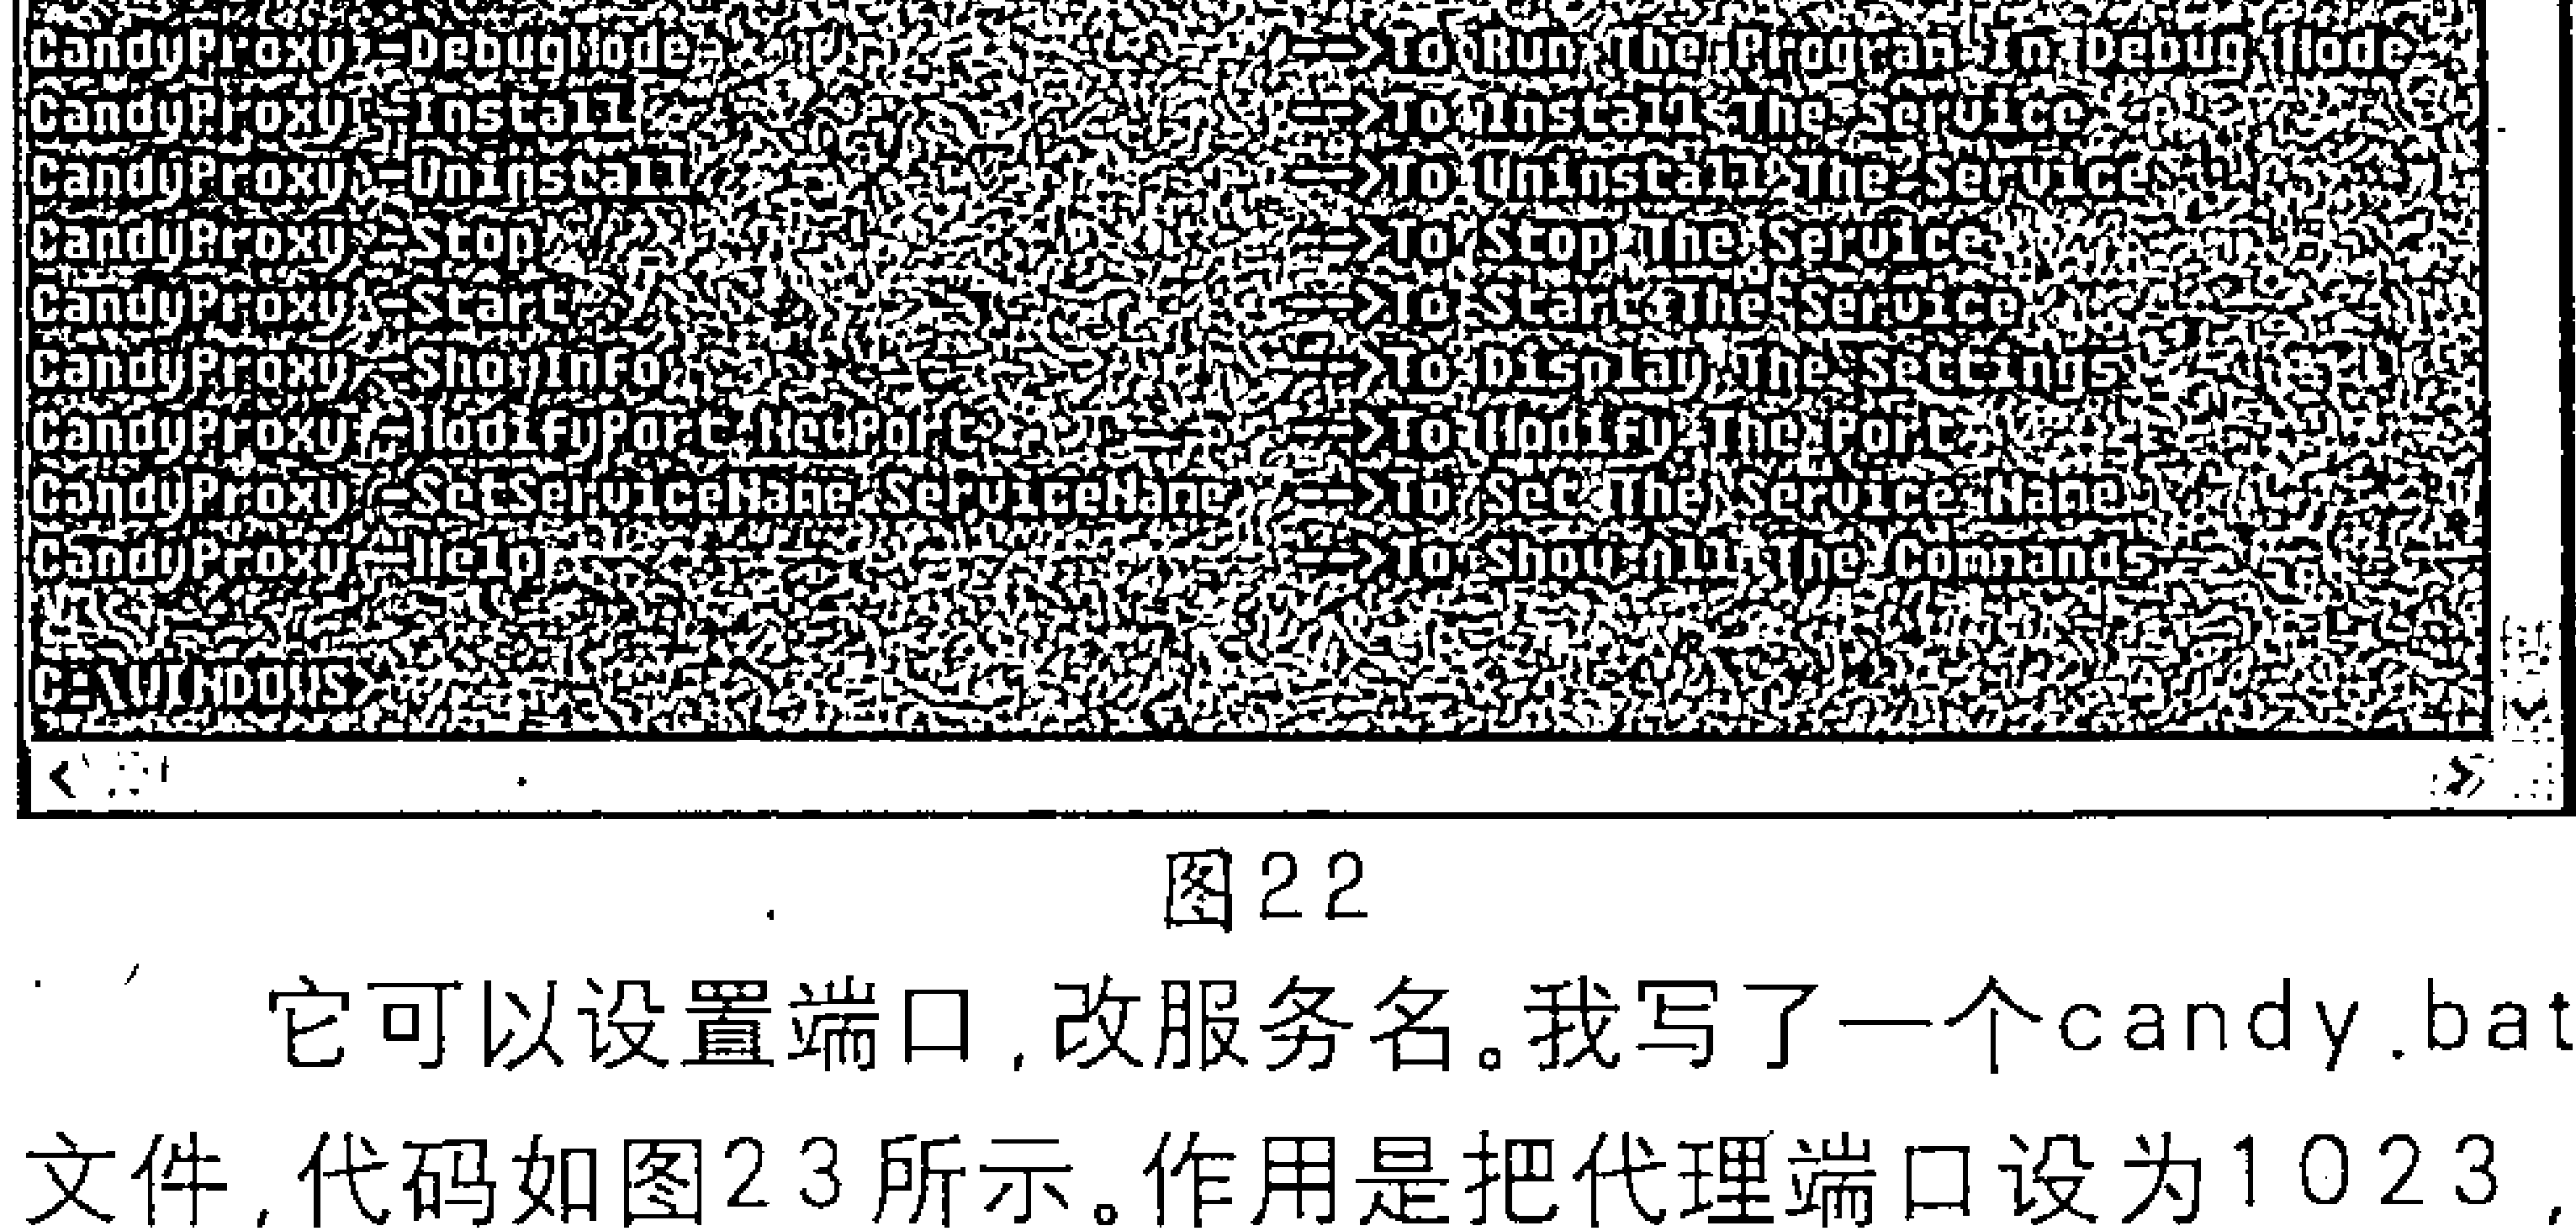 CandyProxy -DebugMode ==>To Run The Program In Debug Mode
CandyProxy -Install ==>To Install The Service
CandyProxy -Uninstall ==>To Uninstall The Service
CandyProxy -Stop ==>To Stop The Service
CandyProxy -Start ==>To Start The Service
CandyProxy -ShowInfo ==>To Display The Settings
CandyProxy -ModifyPort NewPort ==>To Modify The Port
CandyProxy -SetServiceName ServiceName ==>To Set The Service Name
CandyProxy -Help ==>To Show All The Commands
C:\WINDOWS>
图22
它可以设置端口,改服务名。我写了一个candy.bat
文件,代码如图23所示。作用是把代理端口设为1023,